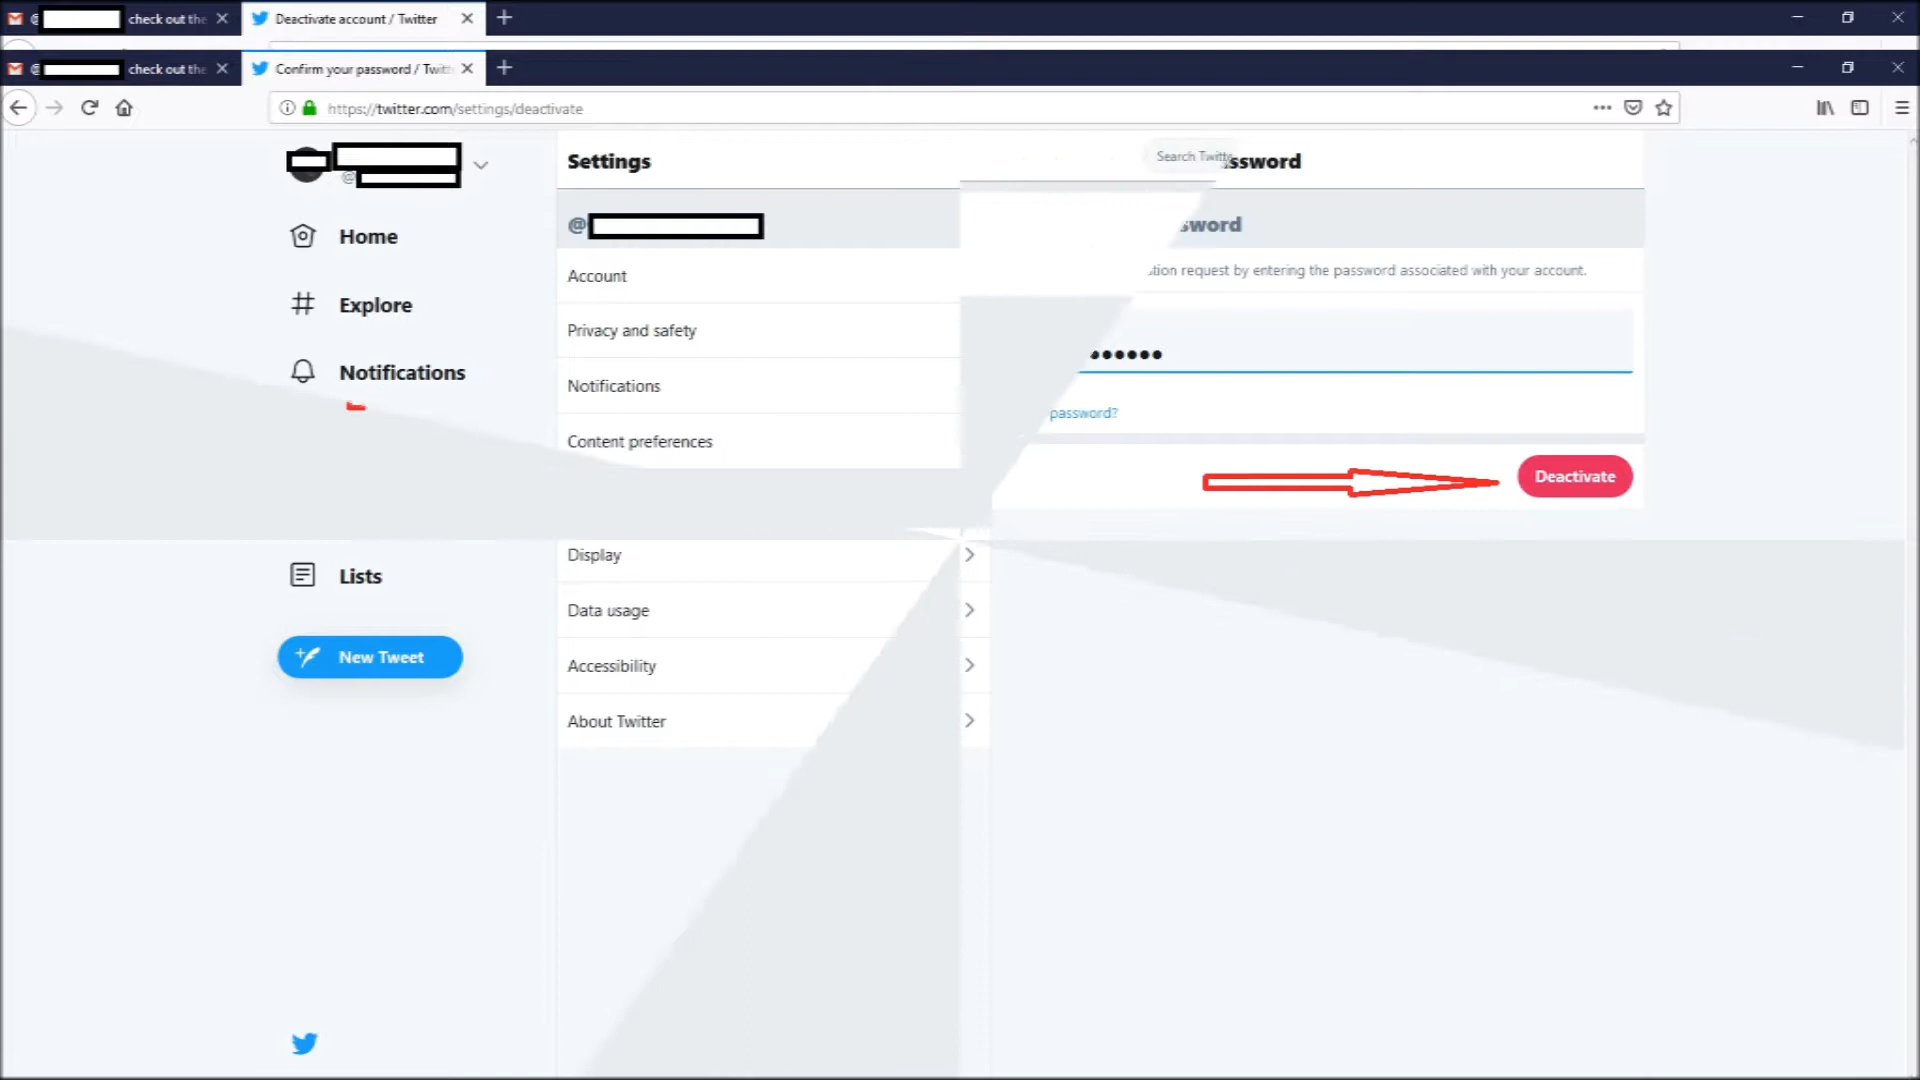 @ check out the
Deactivate account / Twitter
@ check out the
Confirm your password / Twitt
https://twitter.com/settings/deactivate
@
Home
Explore
Notifications
Lists
New Tweet
Settings
@
Account
Privacy and safety
Notifications
Content preferences
Display
Data usage
Accessibility
About Twitter
Search Twitte
ssword
sword
tion request by entering the password associated with your account.
password?
Deactivate